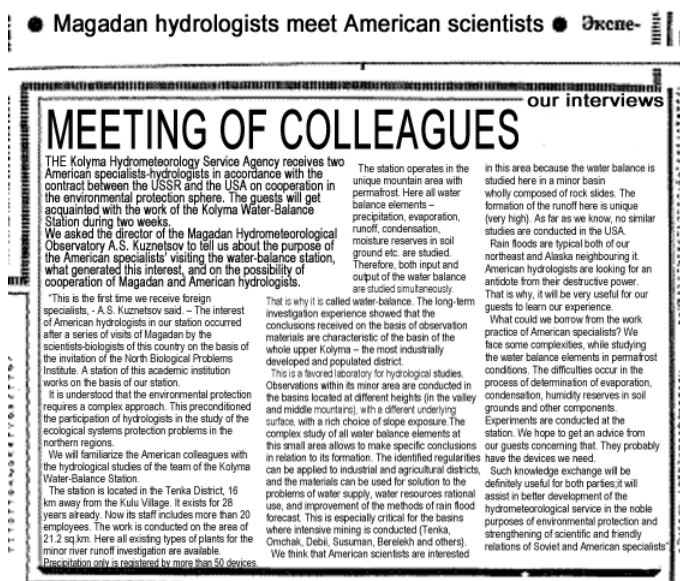 ● Magadan hydrologists meet American scientists ● Экспе-
our interviews
MEETING OF COLLEAGUES
THE Kolyma Hydrometeorology Service Agency receives two
American specialists-hydrologists in accordance with the
contract between the USSR and the USA on cooperation in
the environmental protection sphere. The guests will get
acquainted with the work of the Kolyma Water-Balance
Station during two weeks.
We asked the director of the Magadan Hydrometeorological
Observatory A.S. Kuznetsov to tell us about the purpose of
the American specialists' visiting the water-balance station,
what generated this interest, and on the possibility of
cooperation of Magadan and American hydrologists.
"This is the first time we receive foreign
specialists, - A.S. Kuznetsov said. – The interest
of American hydrologists in our station occurred
after a series of visits of Magadan by the
scientists-biologists of this country on the basis of
the invitation of the North Biological Problems
Institute. A station of this academic institution
works on the basis of our station.
It is understood that the environmental protection
requires a complex approach. This preconditioned
the participation of hydrologists in the study of the
ecological systems protection problems in the
northern regions.
We will familiarize the American colleagues with
the hydrological studies of the team of the Kolyma
Water-Balance Station.
The station is located in the Tenka District, 16
km away from the Kulu Village. It exists for 28
years already. Now its staff includes more than 20
employees. The work is conducted on the area of
21.2 sq.km. Here all existing types of plants for the
minor river runoff investigation are available.
Precipitation only is registered by more than 50 devices.
The station operates in the
unique mountain area with
permafrost. Here all water
balance elements –
precipitation, evaporation,
runoff, condensation,
moisture reserves in soil
ground etc. are studied.
Therefore, both input and
output of the water balance
are studied simultaneously.
That is why it is called water-balance. The long-term
investigation experience showed that the
conclusions received on the basis of observation
materials are characteristic of the basin of the
whole upper Kolyma – the most industrially
developed and populated district.
This is a favored laboratory for hydrological studies.
Observations within its minor area are conducted in
the basins located at different heights (in the valley
and middle mountains), with a different underlying
surface, with a rich choice of slope exposure.The
complex study of all water balance elements at
this small area allows to make specific conclusions
in relation to its formation. The identified regularities
can be applied to industrial and agricultural districts,
and the materials can be used for solution to the
problems of water supply, water resources rational
use, and improvement of the methods of rain flood
forecast. This is especially critical for the basins
where intensive mining is conducted (Tenka,
Omchak, Debii, Susuman, Berelekh and others).
We think that American scientists are interested
in this area because the water balance is
studied here in a minor basin
wholly composed of rock slides. The
formation of the runoff here is unique
(very high). As far as we know, no similar
studies are conducted in the USA.
Rain floods are typical both of our
northeast and Alaska neighbouring it.
American hydrologists are looking for an
antidote from their destructive power.
That is why, it will be very useful for our
guests to learn our experience.
What could we borrow from the work
practice of American specialists? We
face some complexities, while studying
the water balance elements in permafrost
conditions. The difficulties occur in the
process of determination of evaporation,
condensation, humidity reserves in soil
grounds and other components.
Experiments are conducted at the
station. We hope to get an advice from
our guests concerning that. They probably
have the devices we need.
Such knowledge exchange will be
definitely useful for both parties;it will
assist in better development of the
hydrometeorological service in the noble
purposes of environmental protection and
strengthening of scientific and friendly
relations of Soviet and American specialists"